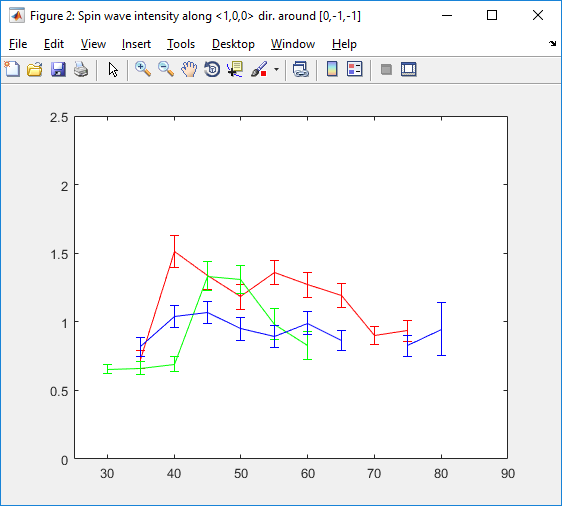 Figure 2: Spin wave intensity along <1,0,0> dir. around [0,-1,-1]
File Edit View Insert Tools Desktop Window Help
2.5
2
1.5
1
0.5
0
30 40 50 60 70 80 90